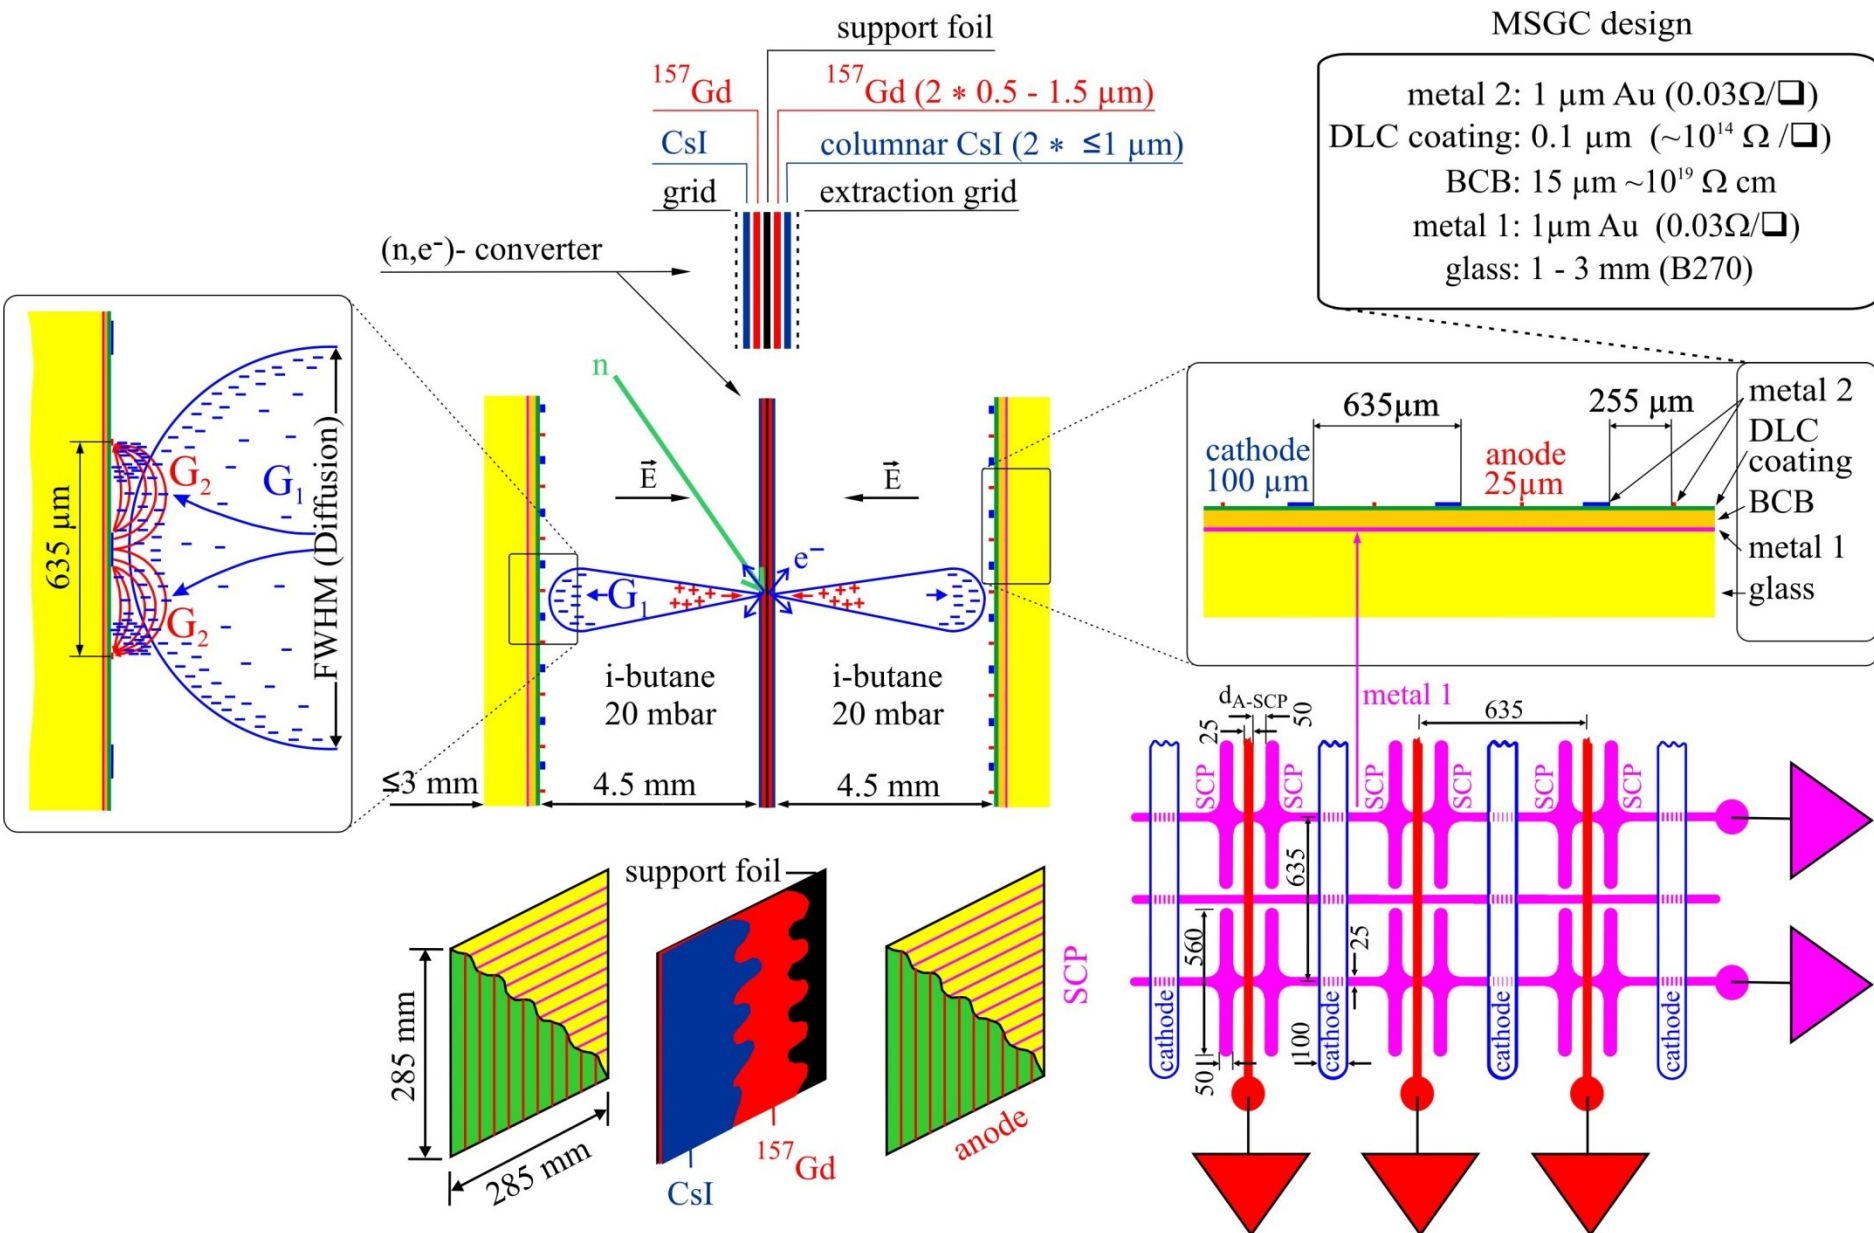 support foil
¹⁵⁷Gd
¹⁵⁷Gd (2 * 0.5 - 1.5 µm)
CsI
columnar CsI (2 * ≤1 µm)
grid
extraction grid
(n,e⁻)- converter
MSGC design
metal 2: 1 µm Au (0.03Ω/❑)
DLC coating: 0.1 µm (~10¹⁴ Ω /❑)
BCB: 15 µm ~10¹⁹ Ω cm
metal 1: 1µm Au (0.03Ω/❑)
glass: 1 - 3 mm (B270)
635 µm
G₂
G₁
G₂
FWHM (Diffusion)
n
E
E
e⁻
G₁
i-butane
20 mbar
i-butane
20 mbar
≤3 mm
4.5 mm
4.5 mm
635µm
255 µm
cathode
100 µm
anode
25µm
metal 2
DLC
coating
BCB
metal 1
glass
metal 1
d_A-SCP
25
50
635
SCP
SCP
SCP
SCP
SCP
SCP
635
560
25
50
100
cathode
cathode
cathode
cathode
support foil
285 mm
285 mm
CsI
¹⁵⁷Gd
anode
SCP